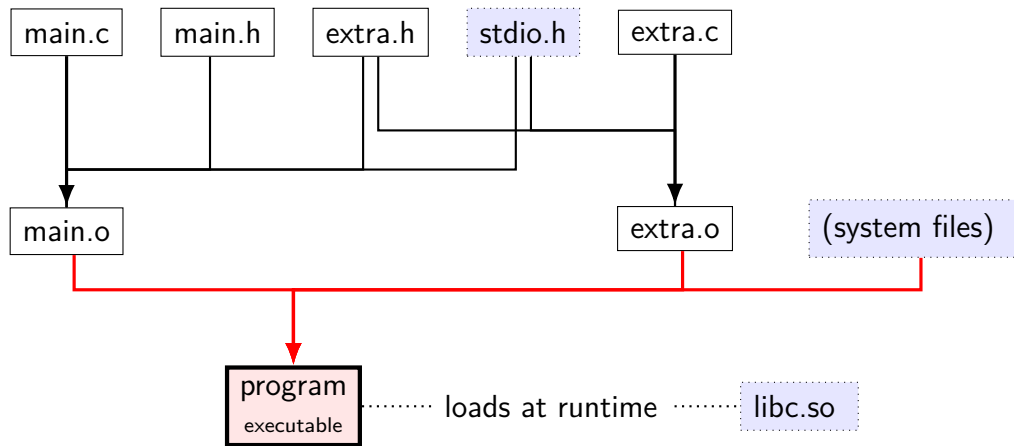 main.c
main.h
extra.h
stdio.h
extra.c
main.o
extra.o
(system files)
program
executable
loads at runtime
libc.so